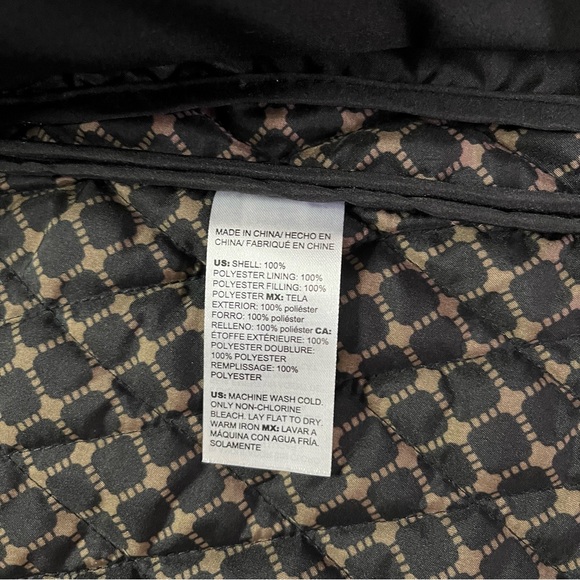 MADE IN CHINA/ HECHO EN
CHINA/ FABRIQUÉ EN CHINE
US: SHELL: 100%
POLYESTER LINING: 100%
POLYESTER FILLING: 100%
POLYESTER MX: TELA
EXTERIOR: 100% poliéster
FORRO: 100% poliéster
RELLENO: 100% poliéster CA:
ÉTOFFE EXTÉRIEURE: 100%
POLYESTER DOUBLURE:
100% POLYESTER
REMPLISSAGE: 100%
POLYESTER
US: MACHINE WASH COLD.
ONLY NON-CHLORINE
BLEACH. LAY FLAT TO DRY.
WARM IRON MX: LAVAR A
MÁQUINA CON AGUA FRÍA.
SOLAMENTE